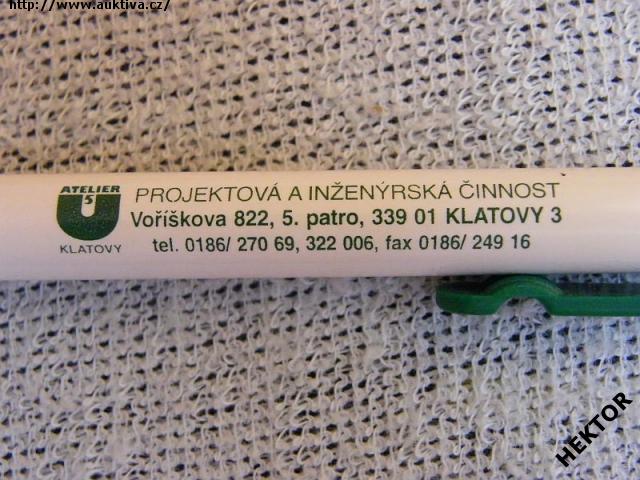 http://www.auktiva.cz/
ATELIER
5
KLATOVY
PROJEKTOVÁ A INŽENÝRSKÁ ČINNOST
Voříškova 822, 5. patro, 339 01 KLATOVY 3
tel. 0186/ 270 69, 322 006, fax 0186/ 249 16
HEKTOR